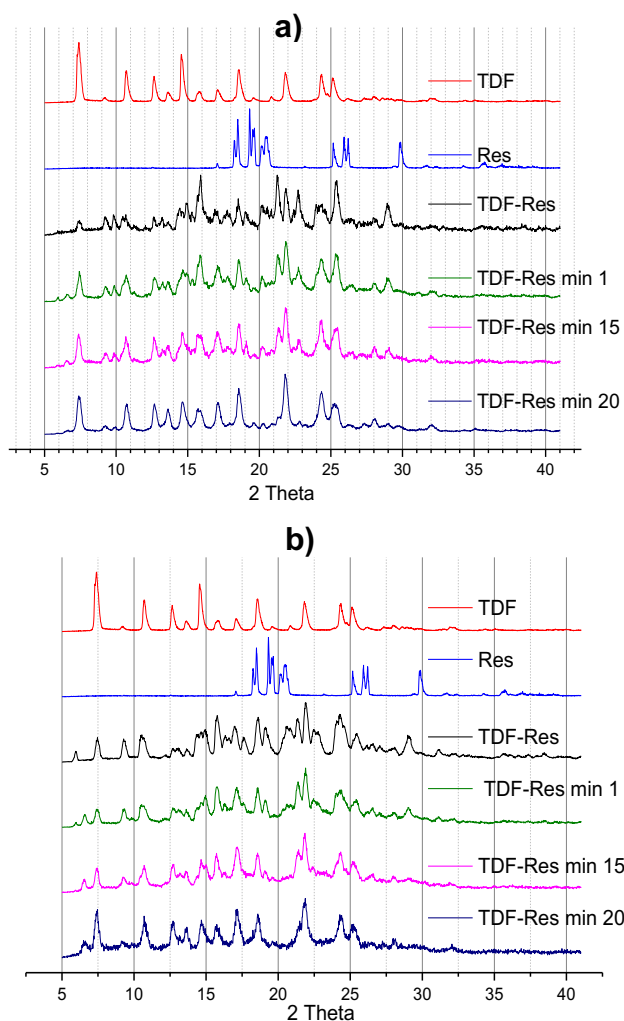 a)
TDF
Res
TDF-Res
TDF-Res min 1
TDF-Res min 15
TDF-Res min 20
5 10 15 20 25 30 35 40
2 Theta
b)
TDF
Res
TDF-Res
TDF-Res min 1
TDF-Res min 15
TDF-Res min 20
5 10 15 20 25 30 35 40
2 Theta